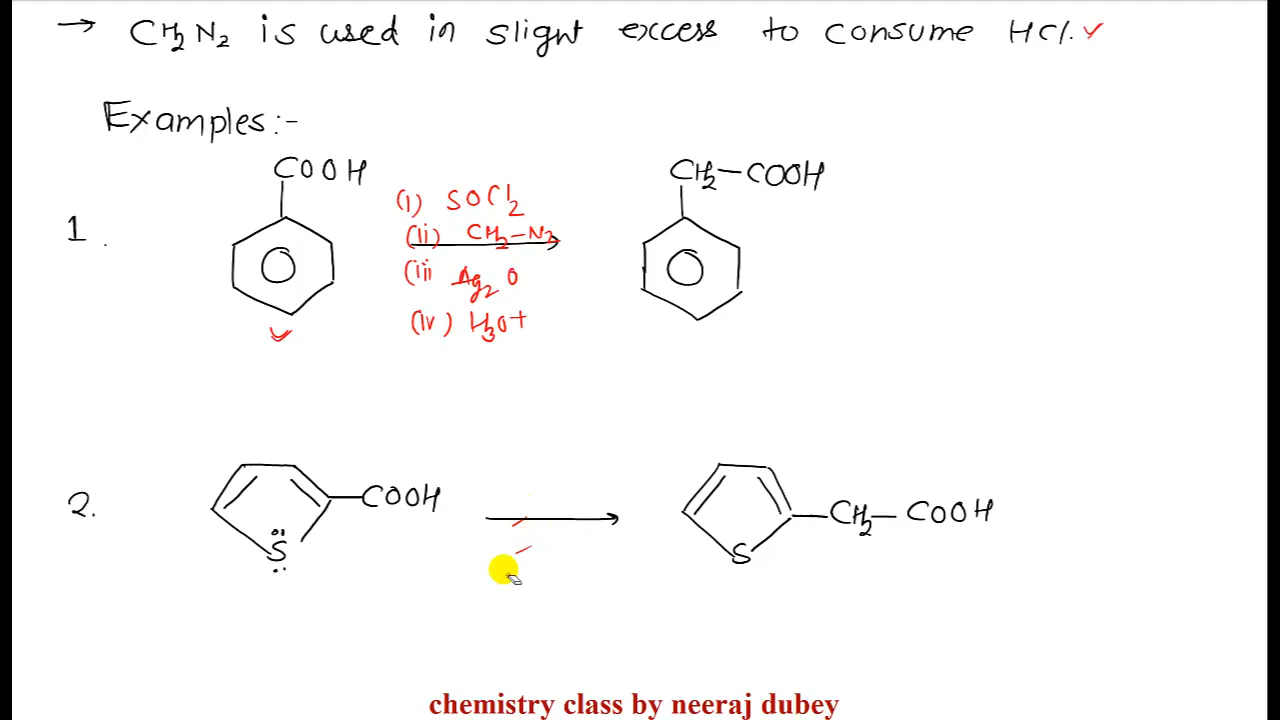 → CH2N2 is used in slight excess to consume HCl. ✓
Examples:-
1.
COOH
(i) SOCl2
(ii) CH2-N2
(iii Ag2O
(iv) H3O+
CH2-COOH
2.
COOH
S
CH2-COOH
S
chemistry class by neeraj dubey